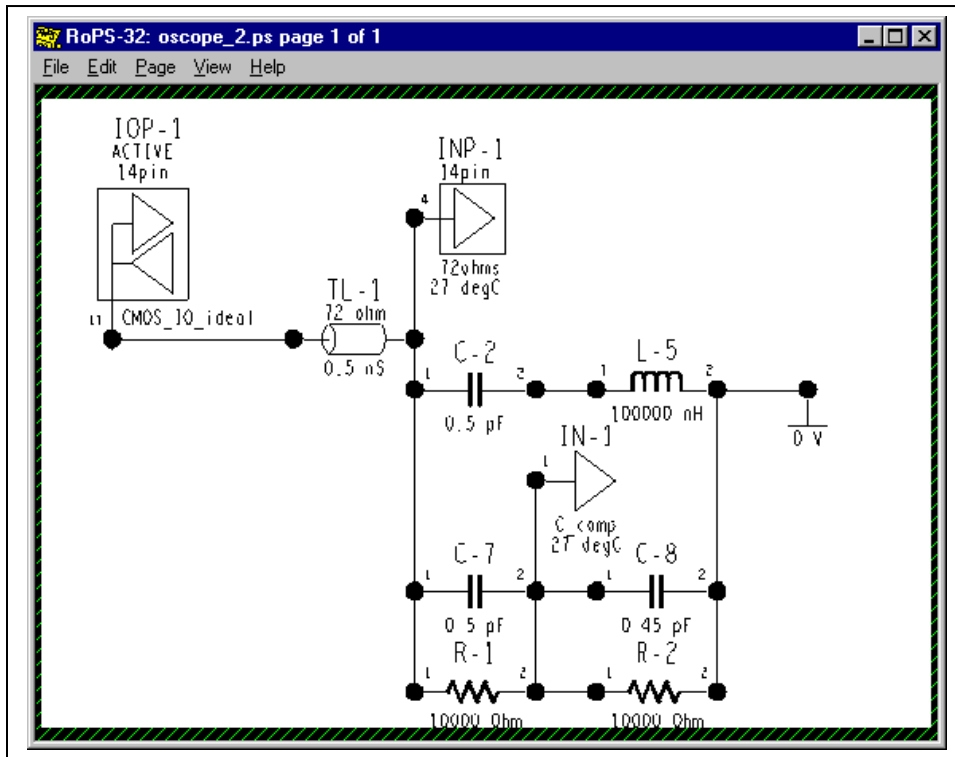 RoPS-32: oscope_2.ps page 1 of 1
File Edit Page View Help
IOP-1
ACTIVE
14pin
L1
CMOS_IO_ideal
TL-1
72 ohm
0.5 nS
INP-1
14pin
4
72ohms
27 degC
C-2
1 2
0.5 pF
L-5
1 2
100000 nH
0 V
IN-1
1
C_comp
27 degC
C-7
1 2
0 5 pF
C-8
1 2
0 45 pF
R-1
1 2
10000 Ohm
R-2
1 2
10000 Ohm